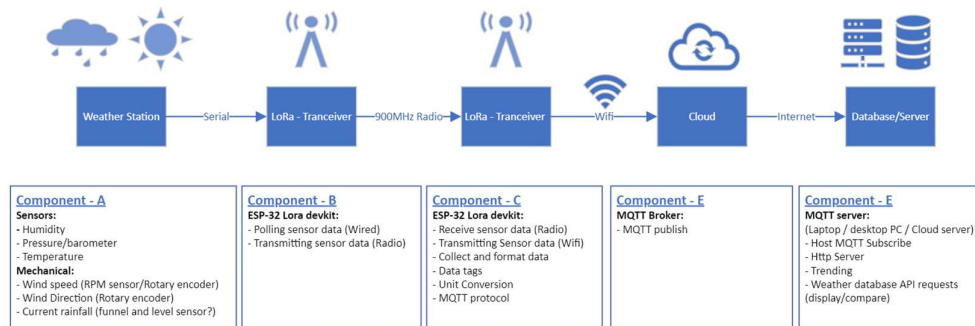 Weather Station
Serial
LoRa - Tranceiver
900MHz Radio
LoRa - Tranceiver
Wifi
Cloud
Internet
Database/Server
Component - A
Sensors:
- Humidity
- Pressure/barometer
- Temperature
Mechanical:
- Wind speed (RPM sensor/Rotary encoder)
- Wind Direction (Rotary encoder)
- Current rainfall (funnel and level sensor?)
Component - B
ESP-32 Lora devkit:
- Polling sensor data (Wired)
- Transmitting sensor data (Radio)
Component - C
ESP-32 Lora devkit:
- Receive sensor data (Radio)
- Transmitting Sensor data (Wifi)
- Collect and format data
- Data tags
- Unit Conversion
- MQTT protocol
Component - E
MQTT Broker:
- MQTT publish
Component - E
MQTT server:
(Laptop / desktop PC / Cloud server)
- Host MQTT Subscribe
- Http Server
- Trending
- Weather database API requests
(display/compare)